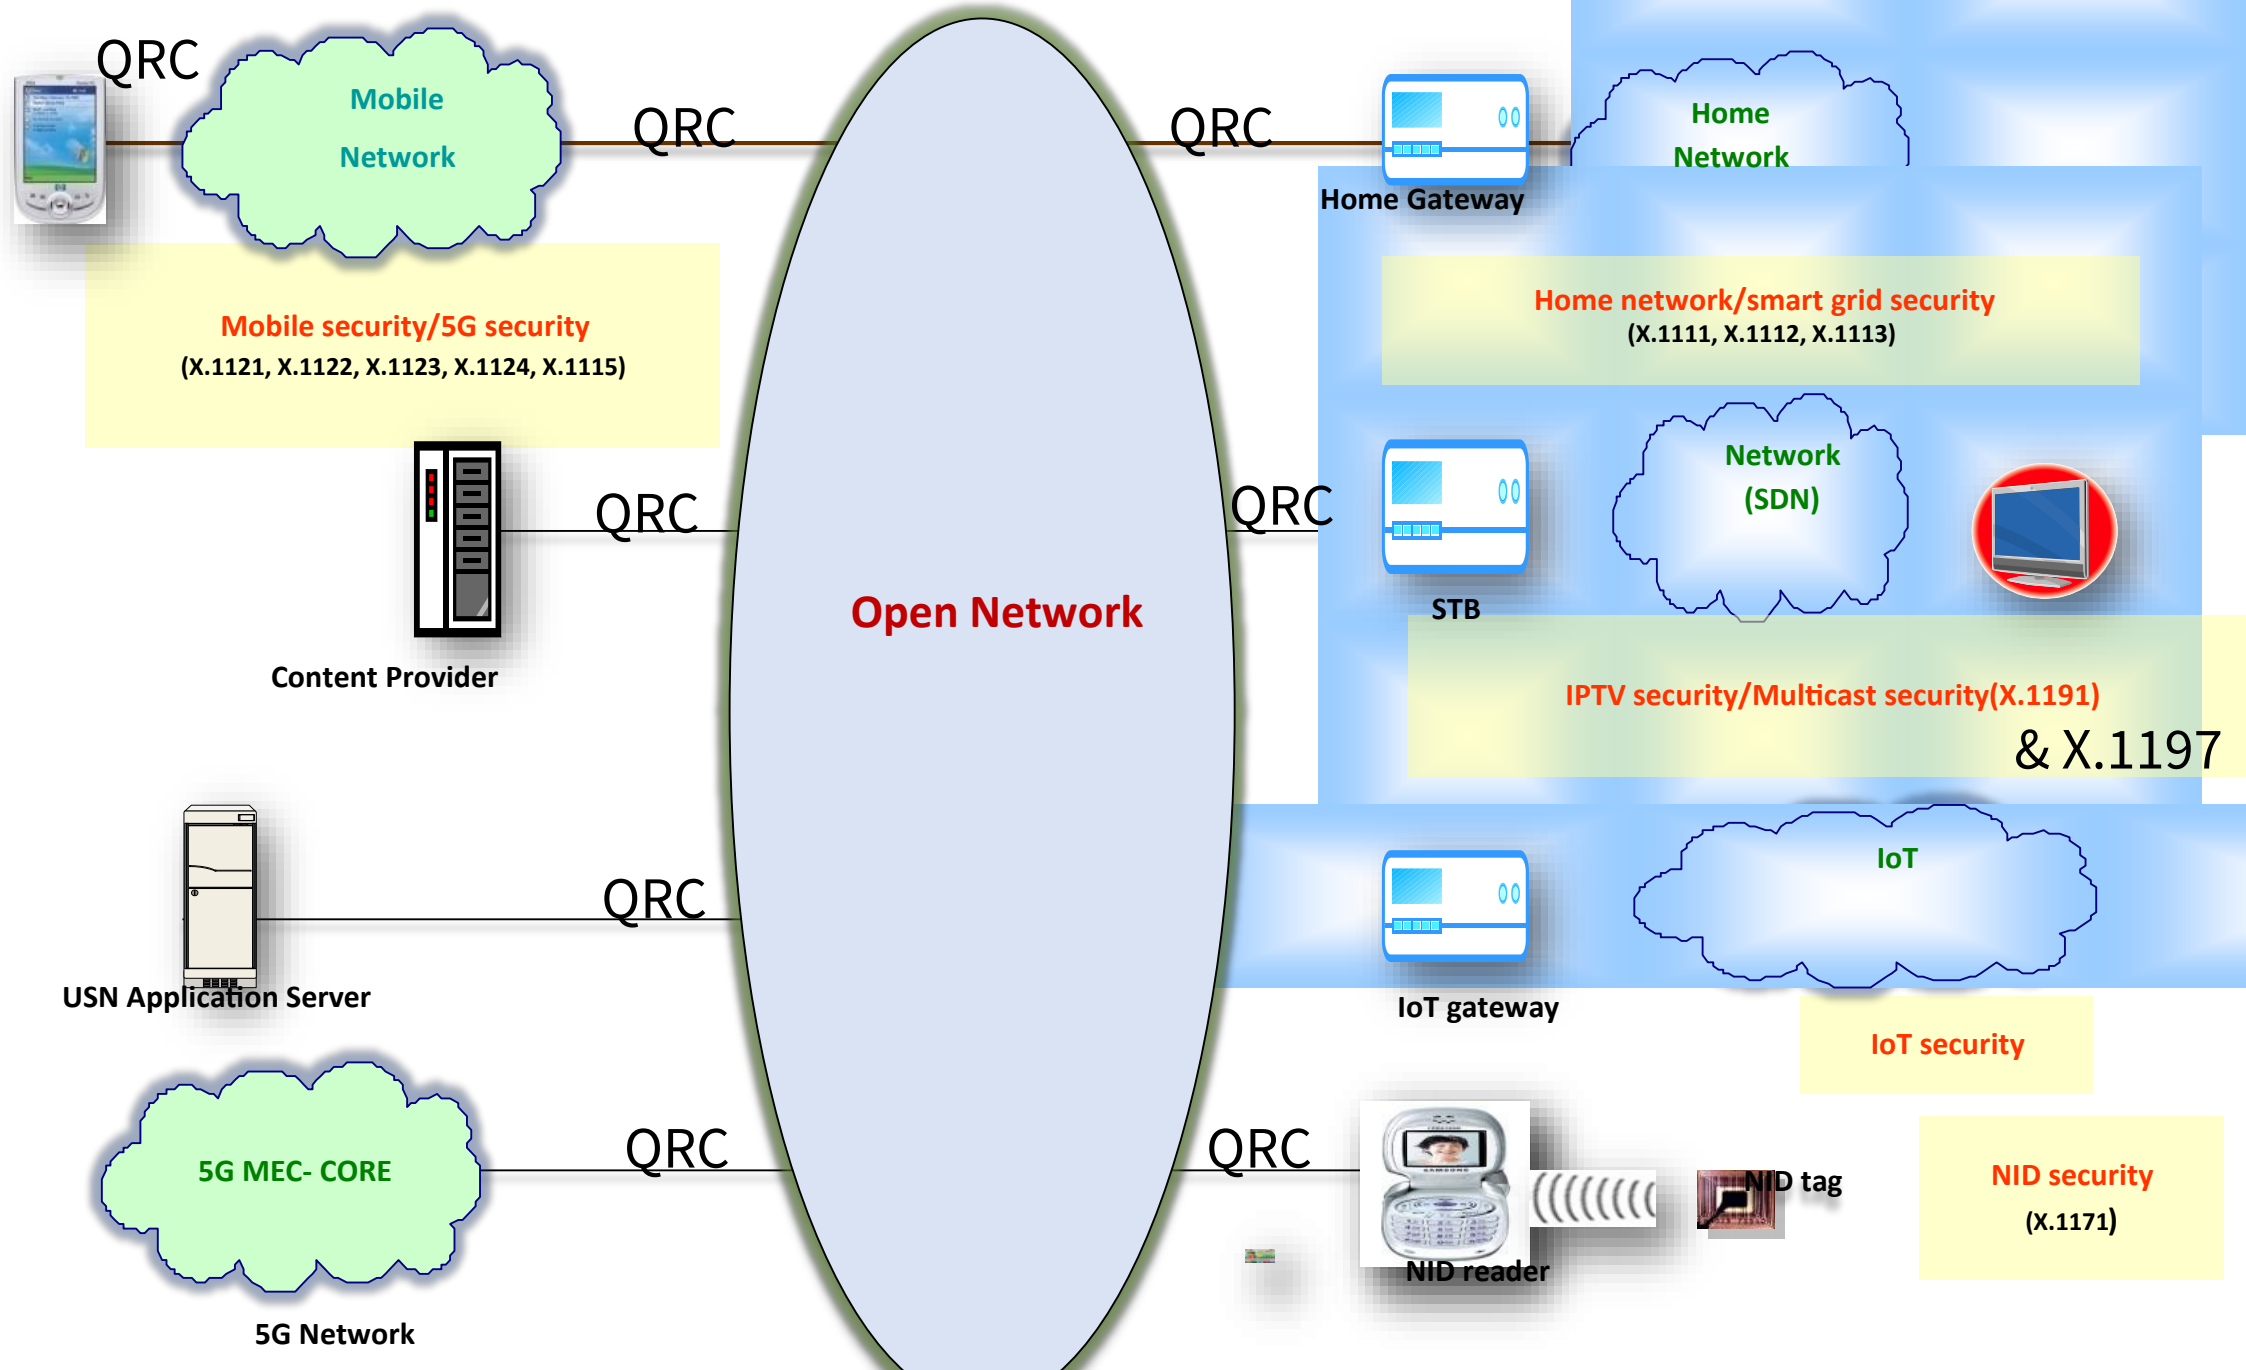 QRC
Mobile
Network
QRC
QRC
Home
Network
Home Gateway
Mobile security/5G security
(X.1121, X.1122, X.1123, X.1124, X.1115)
Home network/smart grid security
(X.1111, X.1112, X.1113)
QRC
Content Provider
Open Network
QRC
STB
Network
(SDN)
IPTV security/Multicast security(X.1191)
& X.1197
QRC
USN Application Server
IoT
IoT gateway
IoT security
5G MEC- CORE
QRC
5G Network
QRC
SAMSUNG
NID reader
NID tag
NID security
(X.1171)